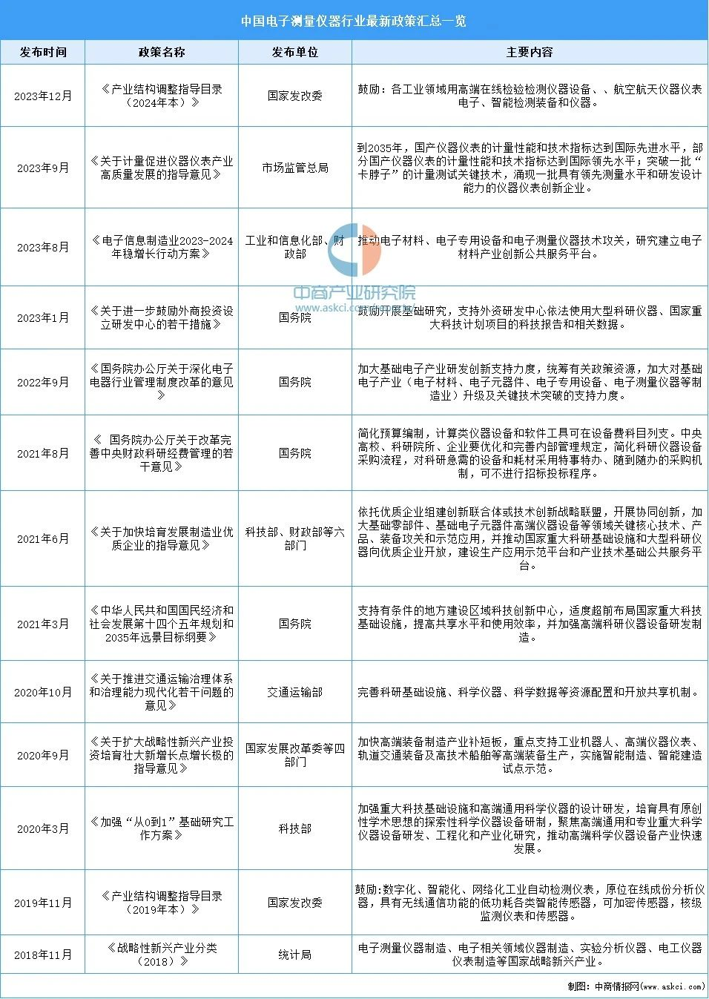 中国电子测量仪器行业最新政策汇总一览
发布时间
政策名称
发布单位
主要内容
2023年12月
《产业结构调整指导目录
（2024年本）》
国家发改委
鼓励：各工业领域用高端在线检验检测仪器设备、、航空航天仪器仪表
电子、智能检测装备和仪器。
2023年9月
《关于计量促进仪器仪表产业
高质量发展的指导意见》
市场监管总局
到2035年，国产仪器仪表的计量性能和技术指标达到国际先进水平，部
分国产仪器仪表的计量性能和技术指标达到国际领先水平；突破一批“
卡脖子”的计量测试关键技术，涌现一批具有领先测量水平和研发设计
能力的仪器仪表创新企业。
2023年8月
《电子信息制造业2023-2024
年稳增长行动方案》
工业和信息化部、财
政部
推动电子材料、电子专用设备和电子测量仪器技术攻关，研究建立电子
材料产业创新公共服务平台。
中商产业研究院
www.askci.com/reports/
2023年1月
《关于进一步鼓励外商投资设
立研发中心的若干措施》
国务院
鼓励开展基础研究，支持外资研发中心依法使用大型科研仪器、国家重
大科技计划项目的科技报告和相关数据。
2022年9月
《国务院办公厅关于深化电子
电器行业管理制度改革的意见
》
国务院
加大基础电子产业研发创新支持力度，统筹有关政策资源，加大对基础
电子产业（电子材料、电子元器件、电子专用设备、电子测量仪器等制
造业）升级及关键技术突破的支持力度。
2021年8月
《 国务院办公厅关于改革完
善中央财政科研经费管理的若
干意见》
国务院
简化预算编制，计算类仪器设备和软件工具可在设备费科目列支。中央
高校、科研院所、企业要优化和完善内部管理规定，简化科研仪器设备
采购流程，对科研急需的设备和耗材采用特事特办、随到随办的采购机
制，可不进行招标投标程序。
2021年6月
《关于加快培育发展制造业优
质企业的指导意见》
科技部、财政部等六
部门
依托优质企业组建创新联合体或技术创新战略联盟，开展协同创新，加
大基础零部件、基础电子元器件高端仪器设备等领域关键核心技术、产
品、装备攻关和示范应用，并推动国家重大科研基础设施和大型科研仪
器向优质企业开放，建设生产应用示范平台和产业技术基础公共服务平
台。
2021年3月
《中华人民共和国国民经济和
社会发展第十四个五年规划和
2035年远景目标纲要》
国务院
支持有条件的地方建设区域科技创新中心，适度超前布局国家重大科技
基础设施，提高共享水平和使用效率，并加强高端科研仪器设备研发制
造。
2020年10月
《关于推进交通运输治理体系
和治理能力现代化若干问题的
意见》
交通运输部
完善科研基础设施、科学仪器、科学数据等资源配置和开放共享机制。
2020年9月
《关于扩大战略性新兴产业投
资培育壮大新增长点增长极的
指导意见》
国家发展改革委等四
部门
加快高端装备制造产业补短板，重点支持工业机器人、高端仪器仪表、
轨道交通装备及高技术船舶等高端装备生产，实施智能制造、智能建造
试点示范。
2020年3月
《加强“从0到1”基础研究工
作方案》
科技部
加强重大科技基础设施和高端通用科学仪器的设计研发，培育具有原创
性学术思想的探索性科学仪器设备研制，聚焦高端通用和专业重大科学
仪器设备研发、工程化和产业化研究，推动高端科学仪器设备产业快速
发展。
2019年11月
《产业结构调整指导目录
（2019年本）》
国家发改委
鼓励:数字化、智能化、网络化工业自动检测仪表，原位在线成份分析仪
器，具有无线通信功能的低功耗各类智能传感器，可加密传感器，核级
监测仪表和传感器。
2018年11月
《战略性新兴产业分类
（2018）》
统计局
电子测量仪器制造、电子相关领域仪器制造、实验分析仪器、电工仪器
仪表制造等国家战略新兴产业。
制图：中商情报网(www.askci.com)